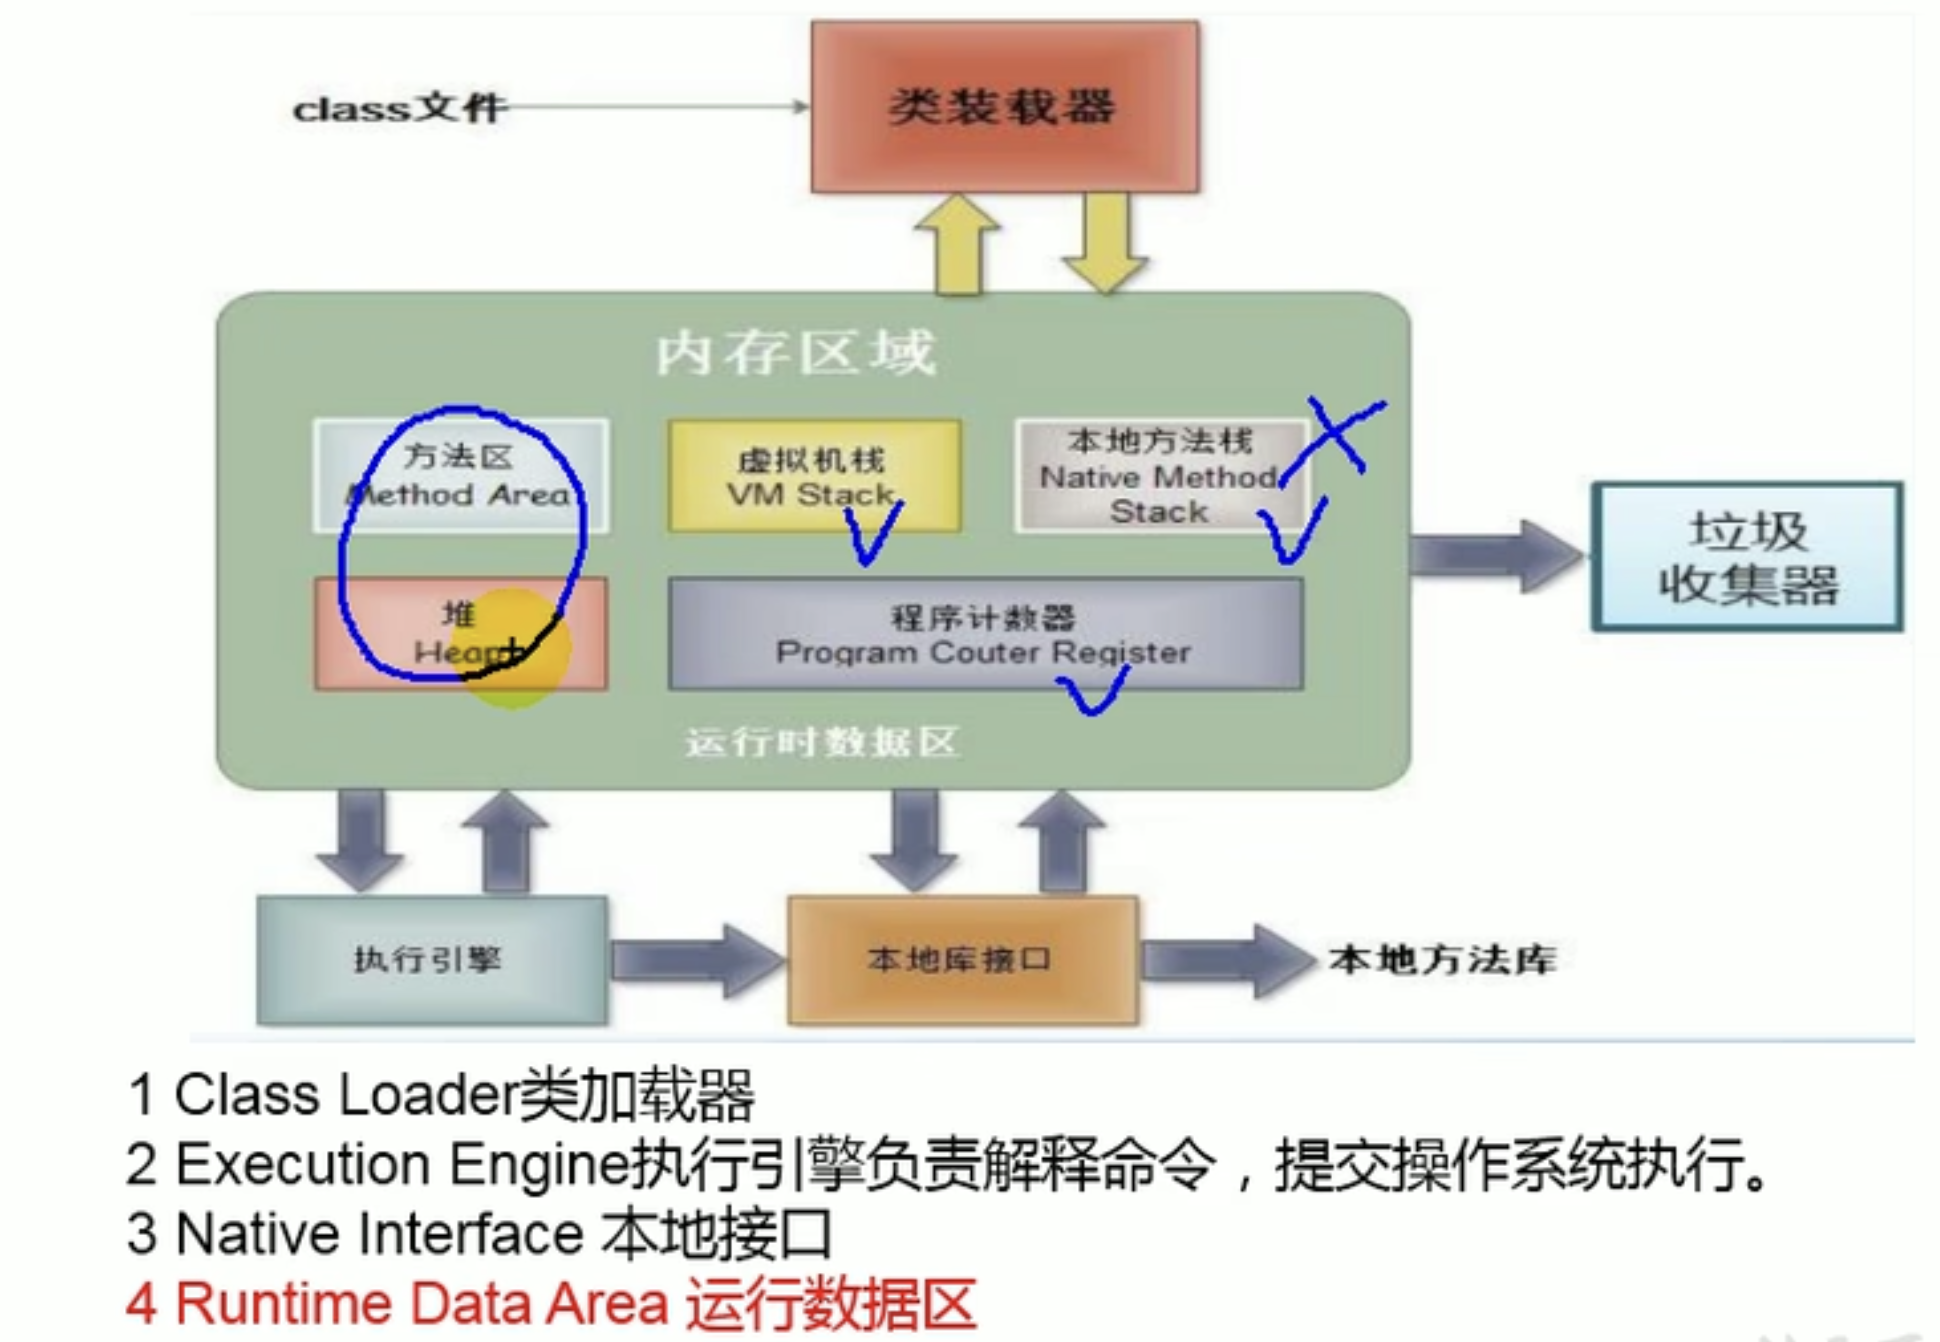 class文件
类装载器
内存区域
方法区
Method Area
虚拟机栈
VM Stack
本地方法栈
Native Method
Stack
堆
Heap
程序计数器
Program Couter Register
运行时数据区
垃圾
收集器
执行引擎
本地库接口
本地方法库
1 Class Loader类加载器
2 Execution Engine执行引擎负责解释命令，提交操作系统执行。
3 Native Interface 本地接口
4 Runtime Data Area 运行数据区